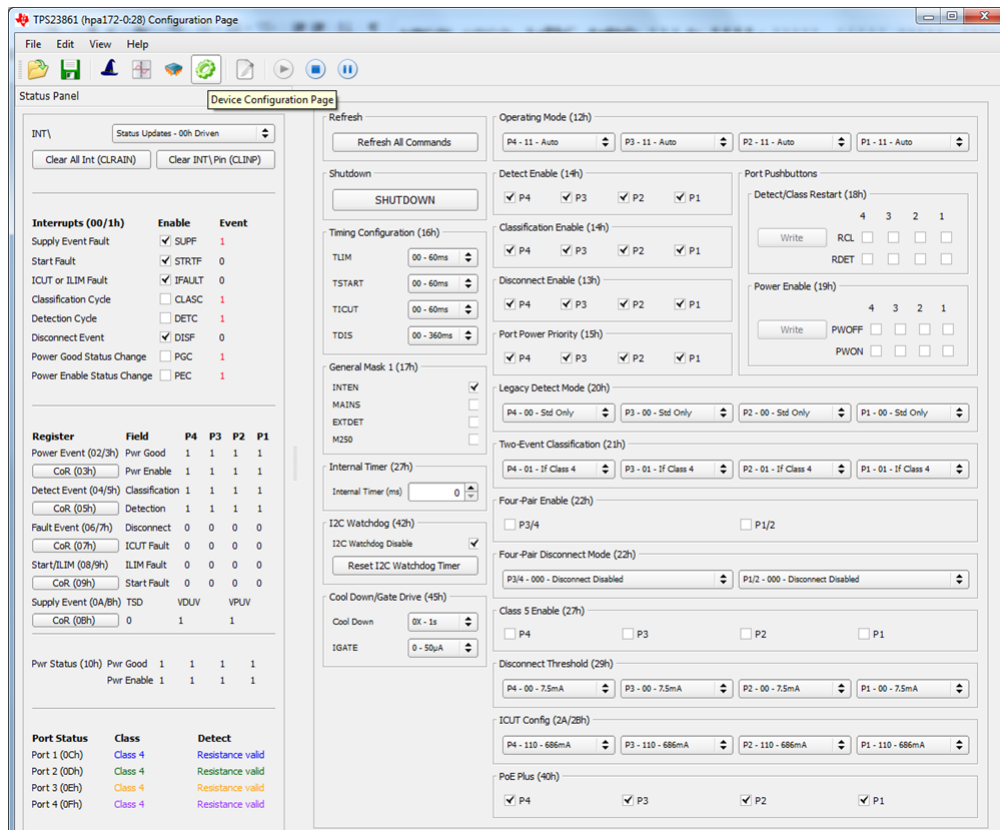 TPS23861 (hpa172-0:28) Configuration Page
File Edit View Help
Device Configuration Page
Status Panel
INT\ Status Updates - 00h Driven
Clear All Int (CLRAIN) Clear INT\ Pin (CLINP)
Interrupts (00/1h) Enable Event
Supply Event Fault SUPF 1
Start Fault STRTF 0
ICUT or ILIM Fault IFAULT 0
Classification Cycle CLASC 1
Detection Cycle DETC 1
Disconnect Event DISF 0
Power Good Status Change PGC 1
Power Enable Status Change PEC 1
Register Field P4 P3 P2 P1
Power Event (02/3h) Pwr Good 1 1 1 1
CoR (03h) Pwr Enable 1 1 1 1
Detect Event (04/5h) Classification 1 1 1 1
CoR (05h) Detection 1 1 1 1
Fault Event (06/7h) Disconnect 0 0 0 0
CoR (07h) ICUT Fault 0 0 0 0
Start/ILIM (08/9h) ILIM Fault 0 0 0 0
CoR (09h) Start Fault 0 0 0 0
Supply Event (0A/Bh) TSD VDUV VPUV
CoR (0Bh) 0 1 1
Pwr Status (10h) Pwr Good 1 1 1 1
Pwr Enable 1 1 1 1
Port Status Class Detect
Port 1 (0Ch) Class 4 Resistance valid
Port 2 (0Dh) Class 4 Resistance valid
Port 3 (0Eh) Class 4 Resistance valid
Port 4 (0Fh) Class 4 Resistance valid
Refresh
Refresh All Commands
Shutdown
SHUTDOWN
Timing Configuration (16h)
TLIM 00 - 60ms
TSTART 00 - 60ms
TICUT 00 - 60ms
TDIS 00 - 360ms
General Mask 1 (17h)
INTEN
MAINS
EXTDET
M250
Internal Timer (27h)
Internal Timer (ms) 0
I2C Watchdog (42h)
I2C Watchdog Disable
Reset I2C Watchdog Timer
Cool Down/Gate Drive (45h)
Cool Down 0X - 1s
IGATE 0 - 50µA
Operating Mode (12h)
P4 - 11 - Auto P3 - 11 - Auto P2 - 11 - Auto P1 - 11 - Auto
Detect Enable (14h)
P4 P3 P2 P1
Classification Enable (14h)
P4 P3 P2 P1
Disconnect Enable (13h)
P4 P3 P2 P1
Port Power Priority (15h)
P4 P3 P2 P1
Port Pushbuttons
Detect/Class Restart (18h)
4 3 2 1
Write RCL
RDET
Power Enable (19h)
4 3 2 1
Write PWOFF
PWON
Legacy Detect Mode (20h)
P4 - 00 - Std Only P3 - 00 - Std Only P2 - 00 - Std Only P1 - 00 - Std Only
Two-Event Classification (21h)
P4 - 01 - If Class 4 P3 - 01 - If Class 4 P2 - 01 - If Class 4 P1 - 01 - If Class 4
Four-Pair Enable (22h)
P3/4 P1/2
Four-Pair Disconnect Mode (22h)
P3/4 - 000 - Disconnect Disabled P1/2 - 000 - Disconnect Disabled
Class 5 Enable (27h)
P4 P3 P2 P1
Disconnect Threshold (29h)
P4 - 00 - 7.5mA P3 - 00 - 7.5mA P2 - 00 - 7.5mA P1 - 00 - 7.5mA
ICUT Config (2A/2Bh)
P4 - 110 - 686mA P3 - 110 - 686mA P2 - 110 - 686mA P1 - 110 - 686mA
PoE Plus (40h)
P4 P3 P2 P1